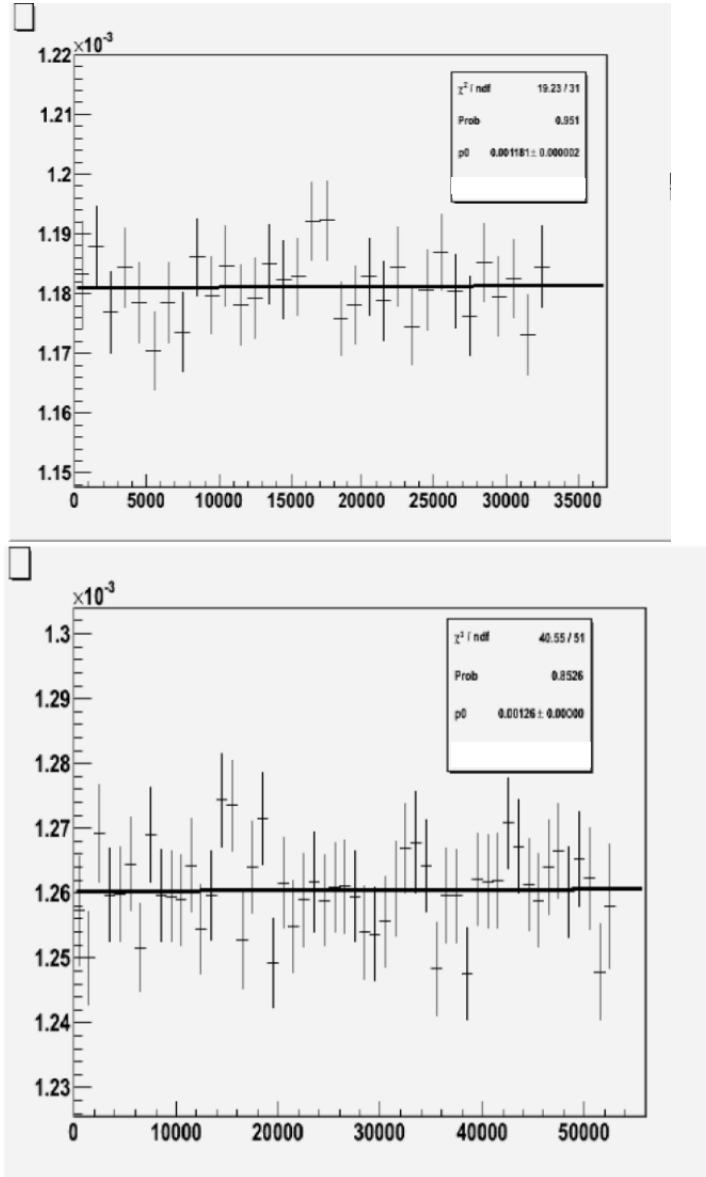 ×10⁻³
1.22
1.21
1.2
1.19
1.18
1.17
1.16
1.15
0 5000 10000 15000 20000 25000 30000 35000
χ² / ndf 19.23 / 31
Prob 0.951
p0 0.001181 ± 0.000002
×10⁻³
1.3
1.29
1.28
1.27
1.26
1.25
1.24
1.23
0 10000 20000 30000 40000 50000
χ² / ndf 40.55 / 51
Prob 0.8526
p0 0.00126 ± 0.00000